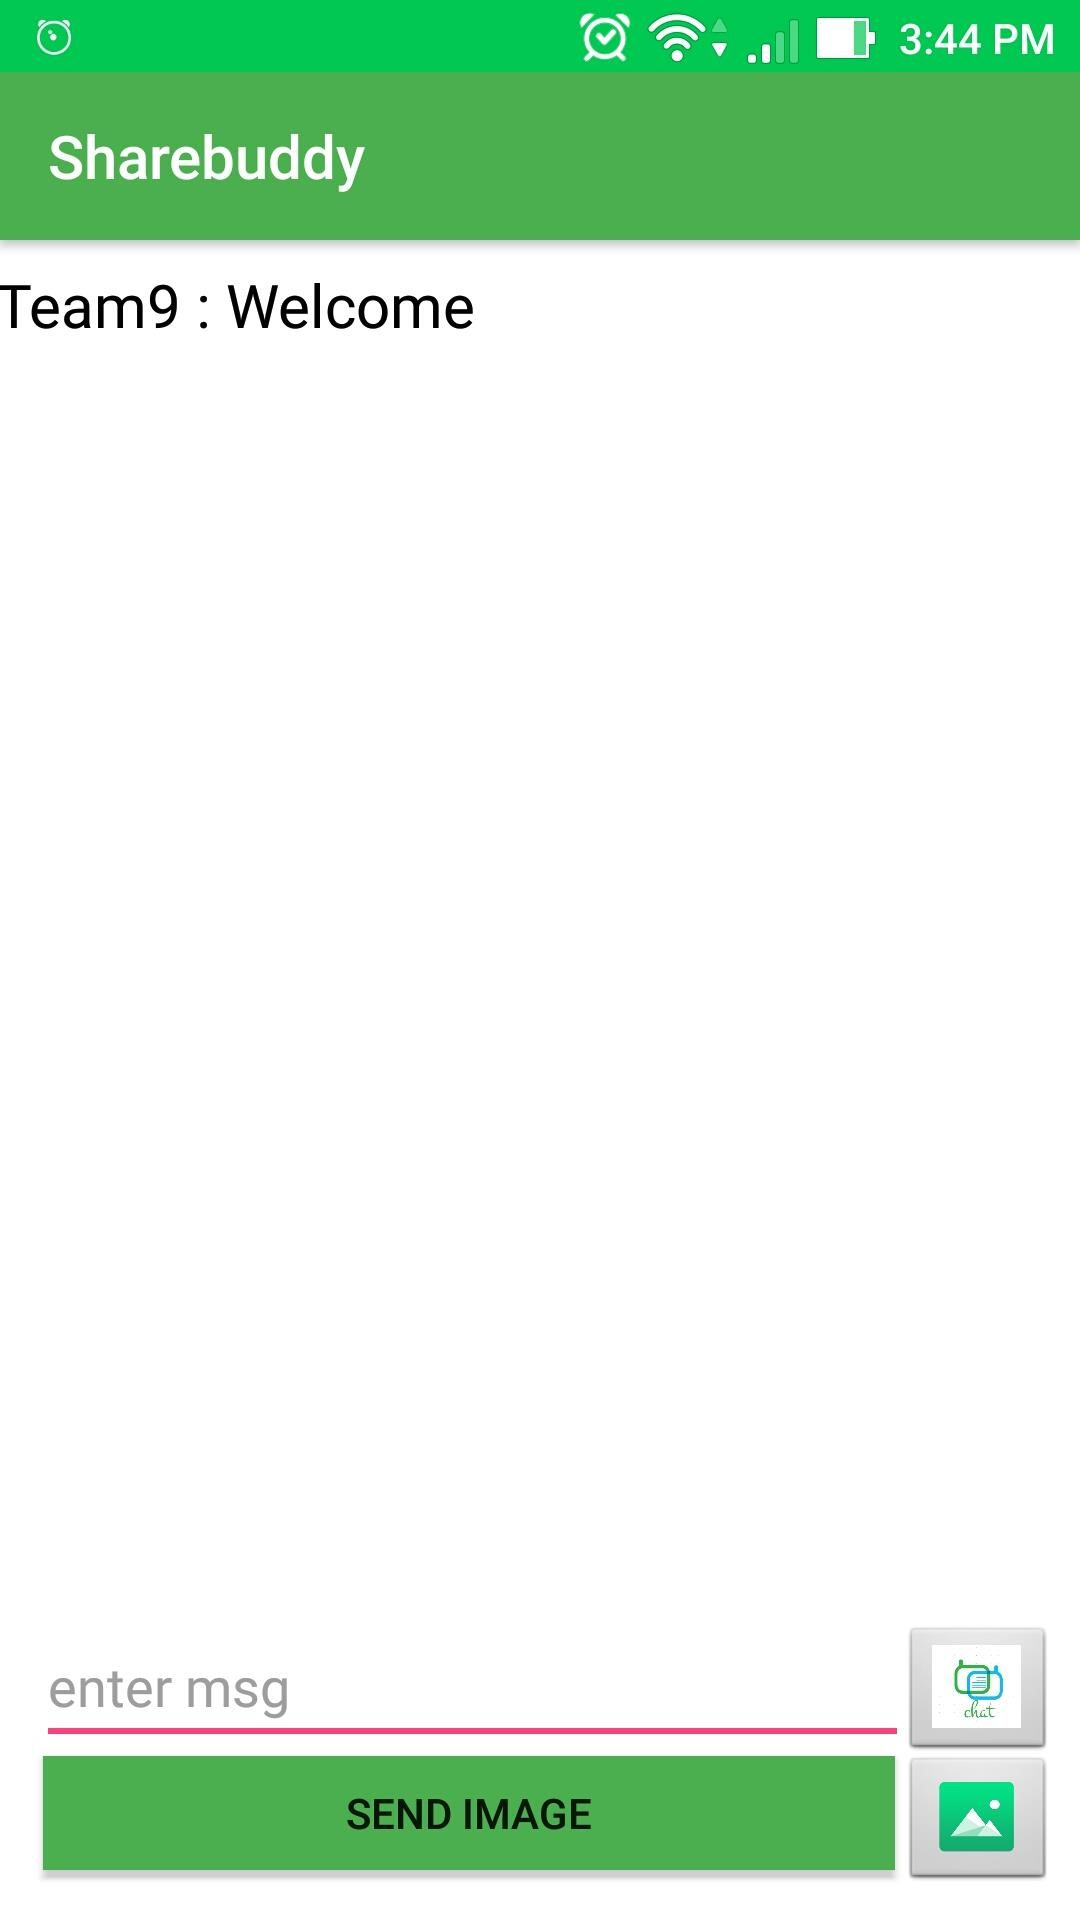 3:44 PM
Sharebuddy
Team9 : Welcome
enter msg
chat
SEND IMAGE